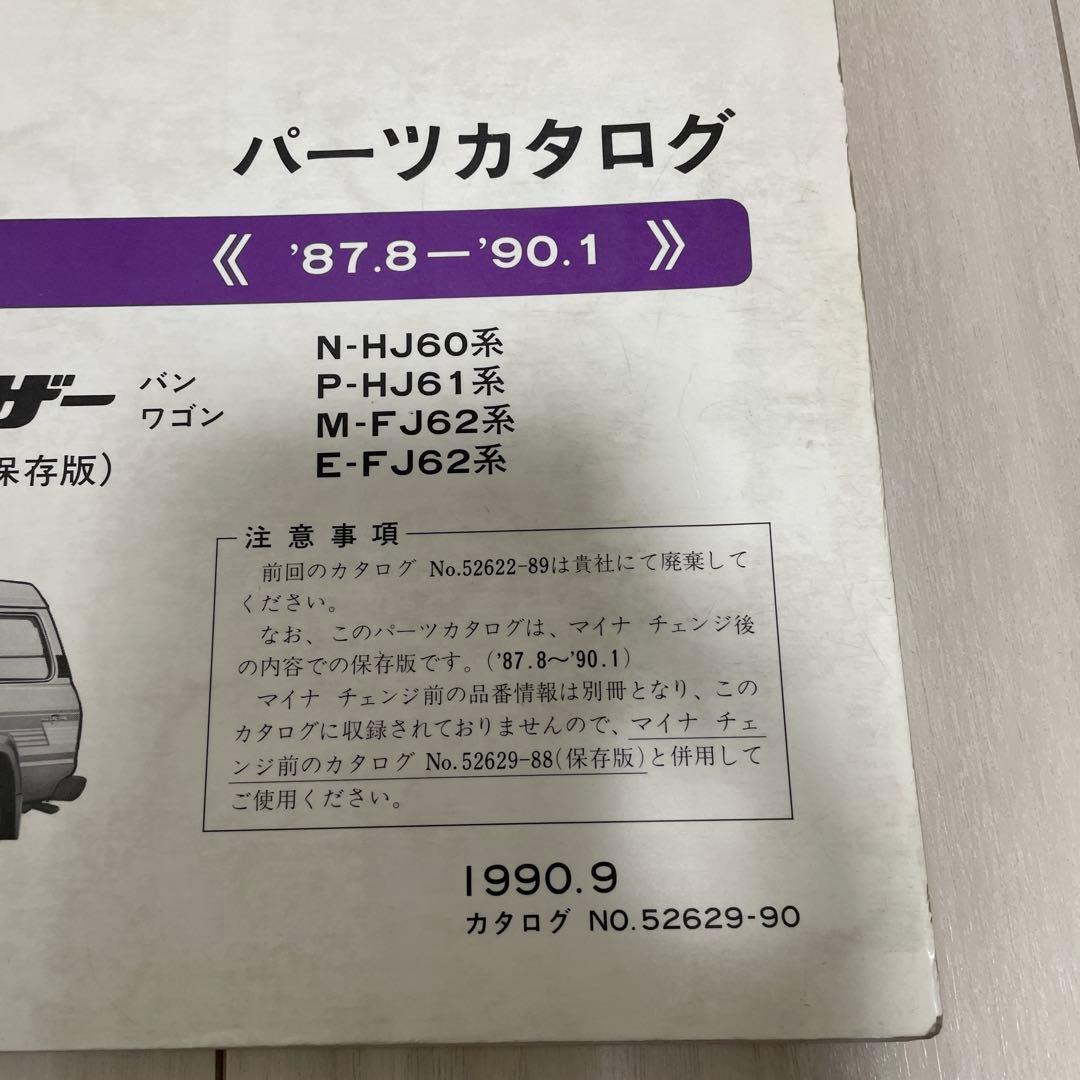 パーツカタログ
《 '87.8－'90.1 》
ザー バン ワゴン
N-HJ60系
P-HJ61系
M-FJ62系
E-FJ62系
保存版）
注意事項
前回のカタログ No.52622-89は貴社にて廃棄して
ください。
なお、このパーツカタログは、マイナ チェンジ後
の内容での保存版です。('87.8～'90.1)
マイナ チェンジ前の品番情報は別冊となり、この
カタログに収録されておりませんので、マイナ チェ
ンジ前のカタログ No.52629-88(保存版)と併用して
ご使用ください。
1990.9
カタログ NO.52629-90